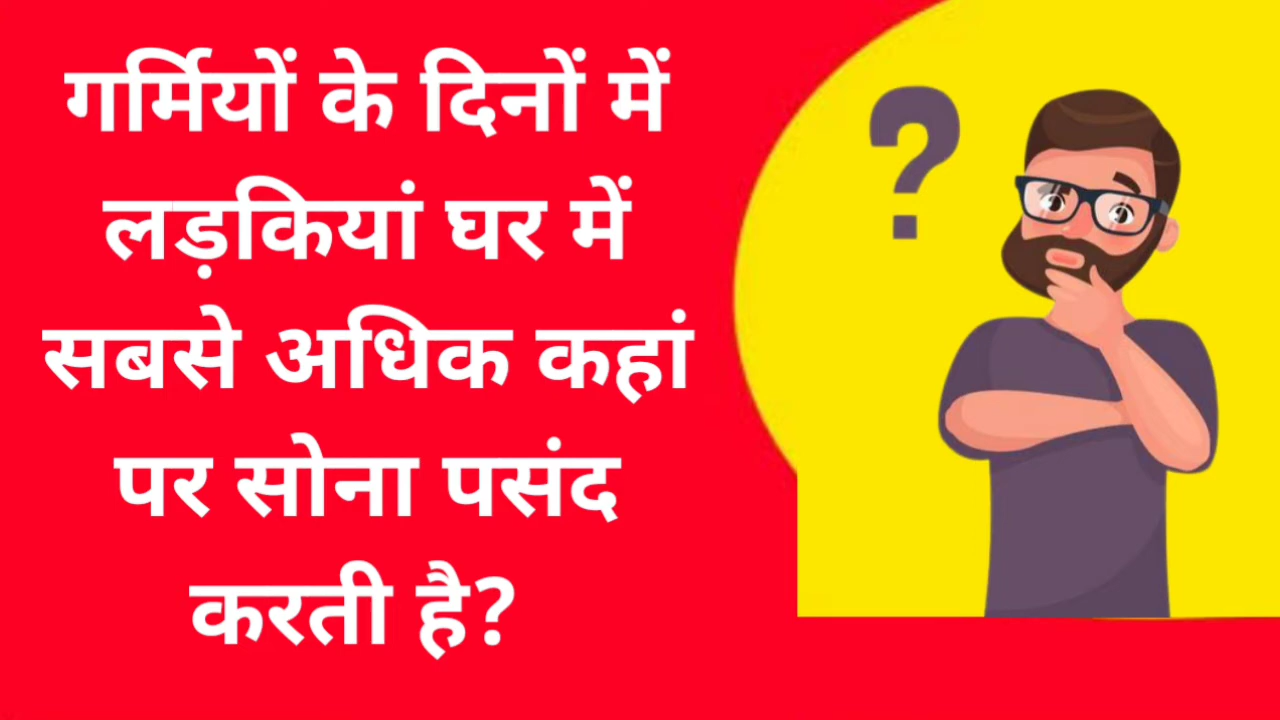 गर्मियों के दिनों में
लड़कियां घर में
सबसे अधिक कहां
पर सोना पसंद
करती है?
?